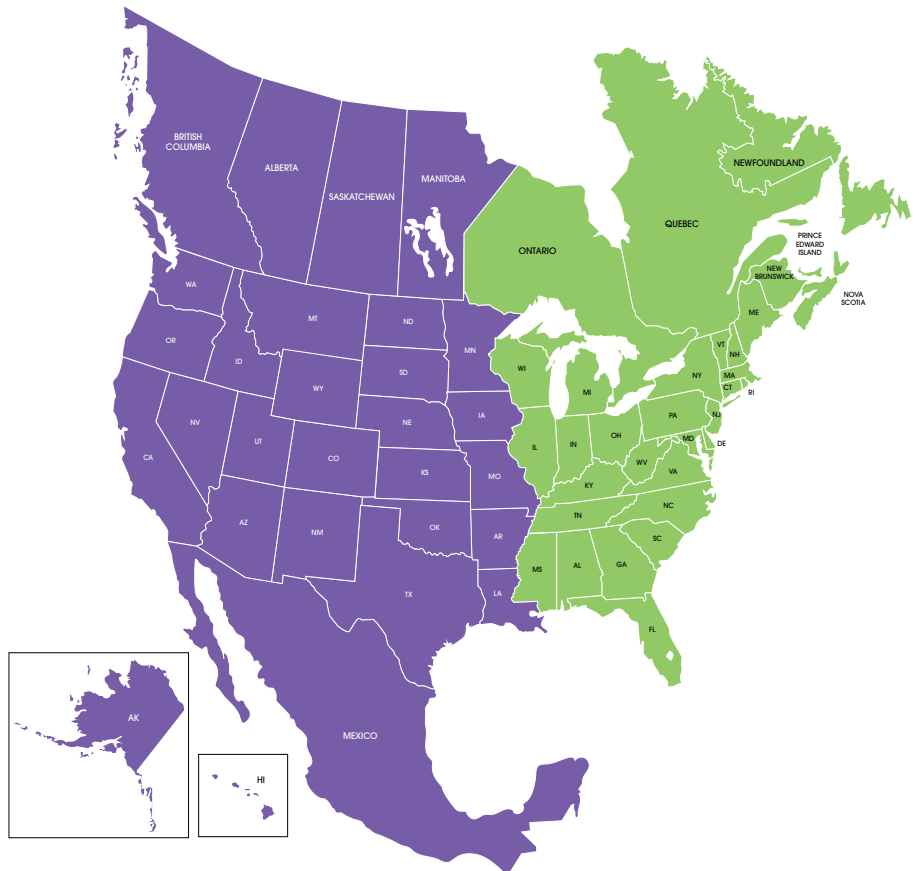 BRITISH
COLUMBIA
ALBERTA
SASKATCHEWAN
MANITOBA
ONTARIO
QUEBEC
NEWFOUNDLAND
PRINCE
EDWARD
ISLAND
NEW
BRUNSWICK
NOVA
SCOTIA
WA
OR
ID
MT
ND
MN
SD
WY
NE
IA
CA
NV
UT
CO
KS
MO
AZ
NM
OK
AR
TX
LA
WI
MI
IL
IN
OH
KY
TN
MS
AL
GA
FL
SC
NC
VA
WV
MD
DE
PA
NJ
NY
CT
RI
MA
VT
NH
ME
MEXICO
AK
HI